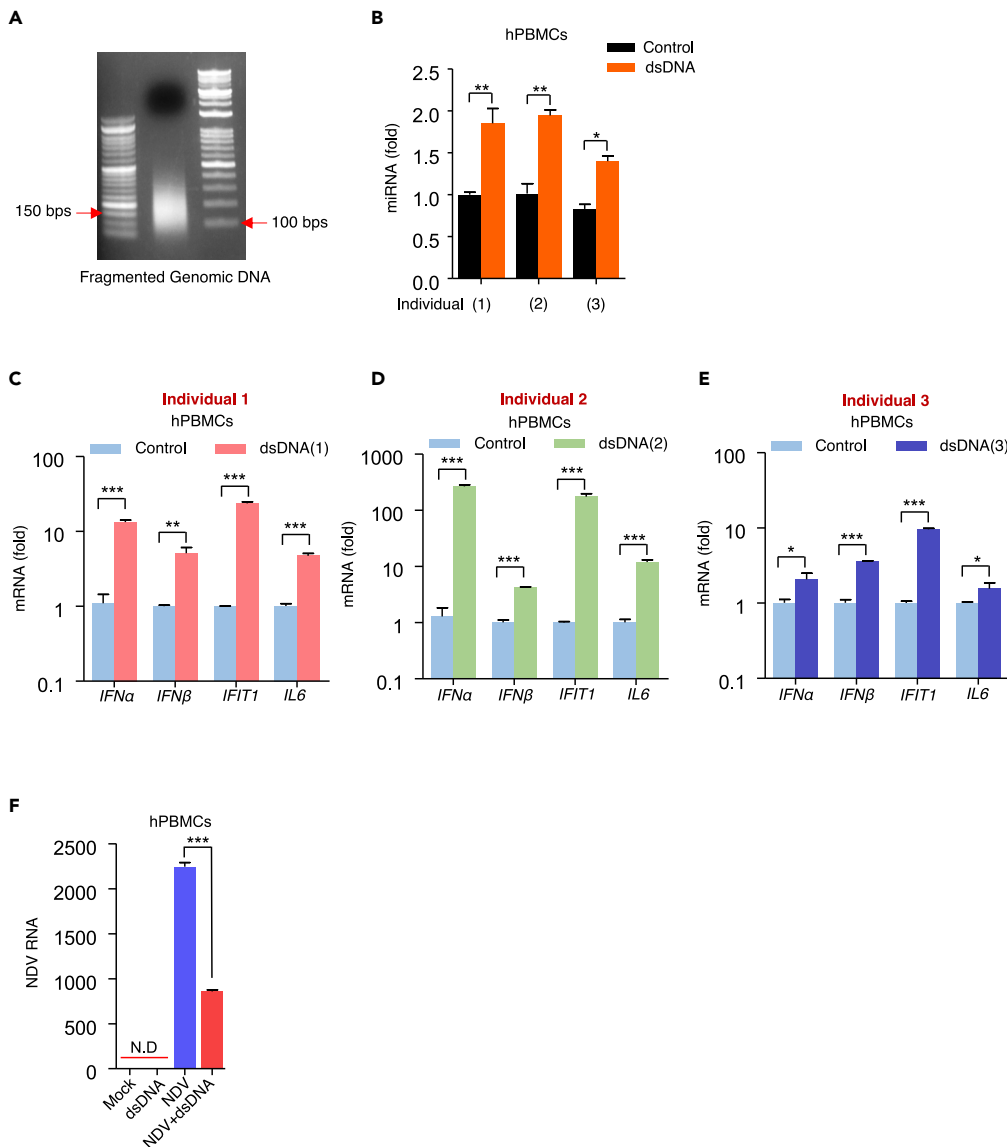 A
150 bps
100 bps
Fragmented Genomic DNA
B
hPBMCs
Control
dsDNA
miRNA (fold)
2.5
2.0
1.5
1.0
0.5
0.0
** ** *
Individual (1) (2) (3)
C
Individual 1
hPBMCs
Control dsDNA(1)
mRNA (fold)
100
10
1
0.1
*** ** *** ***
IFNα IFNβ IFIT1 IL6
D
Individual 2
hPBMCs
Control dsDNA(2)
mRNA (fold)
1000
100
10
1
0.1
*** *** *** ***
IFNα IFNβ IFIT1 IL6
E
Individual 3
hPBMCs
Control dsDNA(3)
mRNA (fold)
100
10
1
0.1
* *** *** *
IFNα IFNβ IFIT1 IL6
F
hPBMCs
***
NDV RNA
2500
2000
1500
1000
500
0
N.D
Mock
dsDNA
NDV
NDV+dsDNA